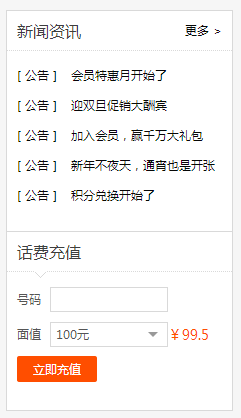 新闻资讯 更多 >
[ 公告 ] 会员特惠月开始了
[ 公告 ] 迎双旦促销大酬宾
[ 公告 ] 加入会员，赢千万大礼包
[ 公告 ] 新年不夜天，通宵也是开张
[ 公告 ] 积分兑换开始了
话费充值
号码
面值 100元 ¥99.5
立即充值